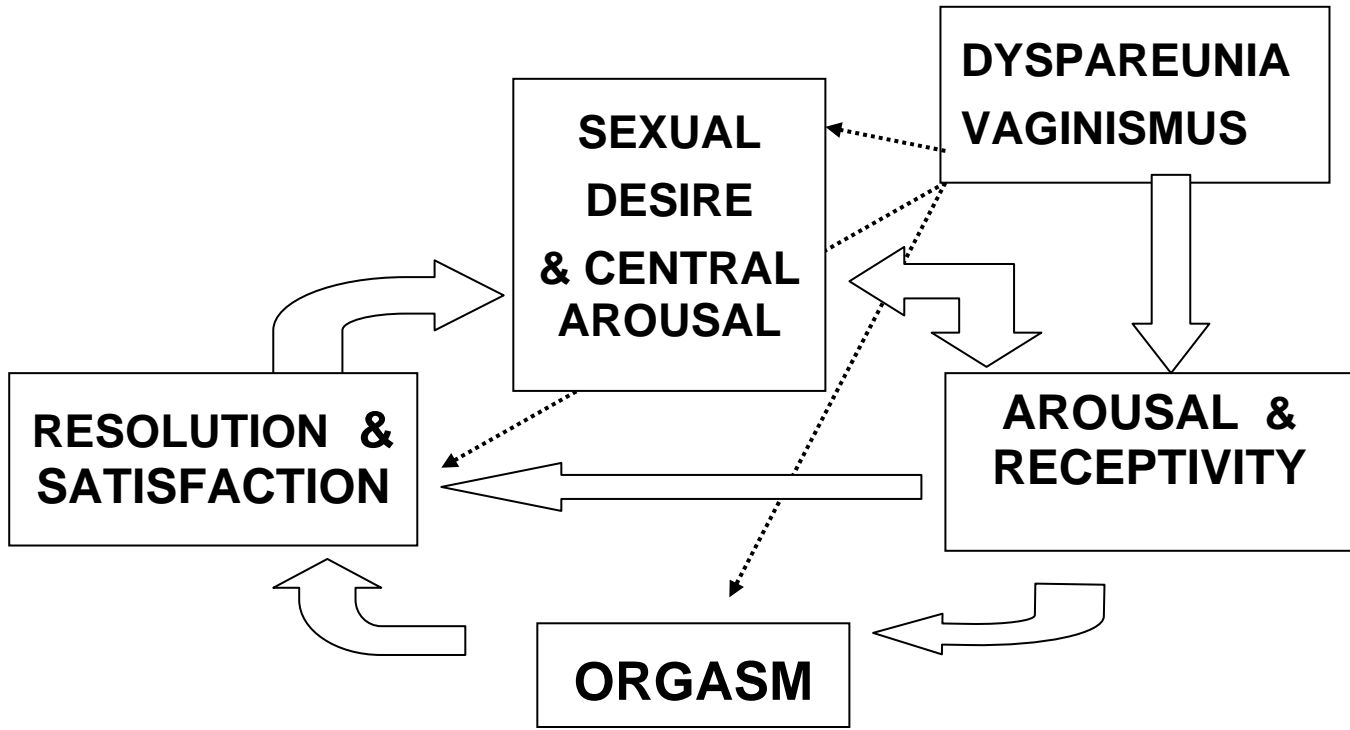 DYSPAREUNIA
VAGINISMUS
SEXUAL
DESIRE
& CENTRAL
AROUSAL
RESOLUTION &
SATISFACTION
AROUSAL &
RECEPTIVITY
ORGASM